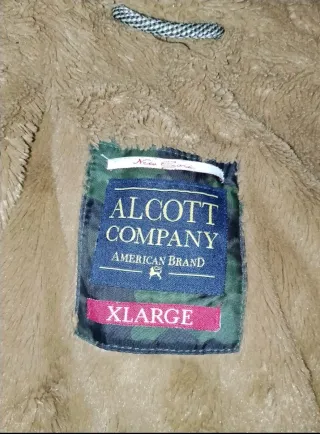 ALCOTT
COMPANY
AMERICAN BRAND
XLARGE